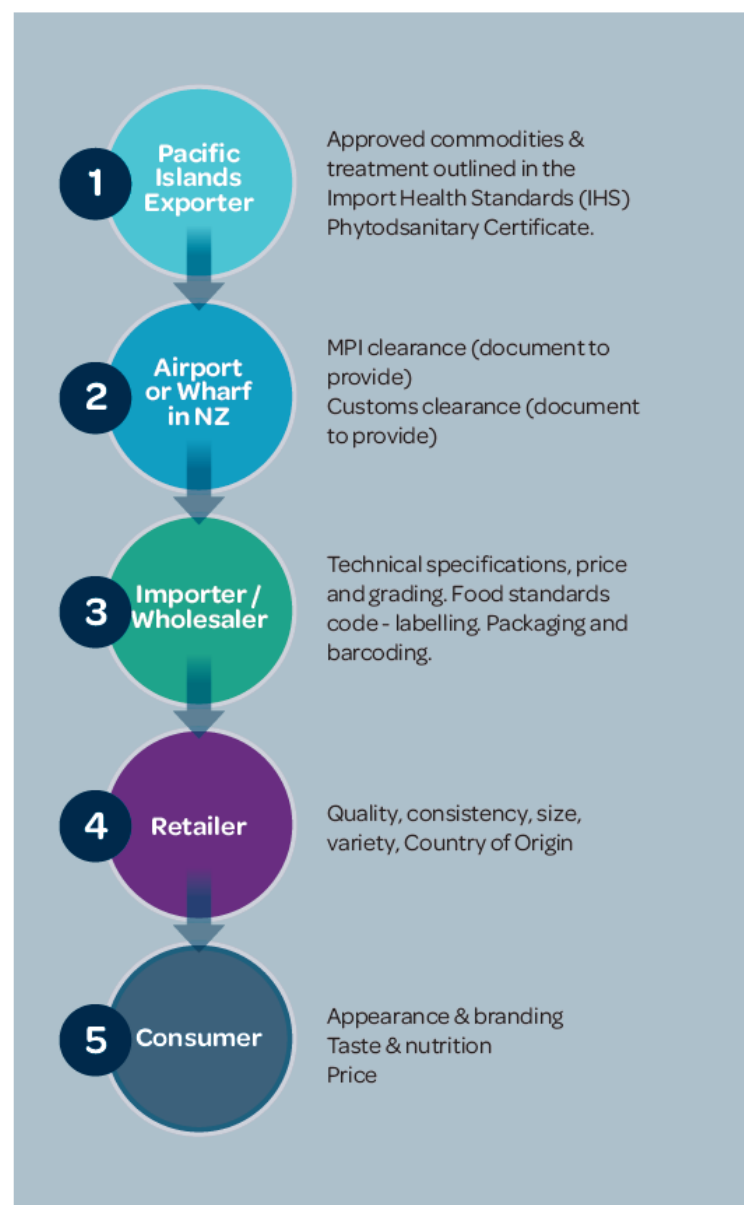 1
Pacific
Islands
Exporter
Approved commodities &
treatment outlined in the
Import Health Standards (IHS)
Phytodsanitary Certificate.
2
Airport
or Wharf
in NZ
MPI clearance (document to
provide)
Customs clearance (document
to provide)
3
Importer /
Wholesaler
Technical specifications, price
and grading. Food standards
code - labelling. Packaging and
barcoding.
4
Retailer
Quality, consistency, size,
variety, Country of Origin
5
Consumer
Appearance & branding
Taste & nutrition
Price